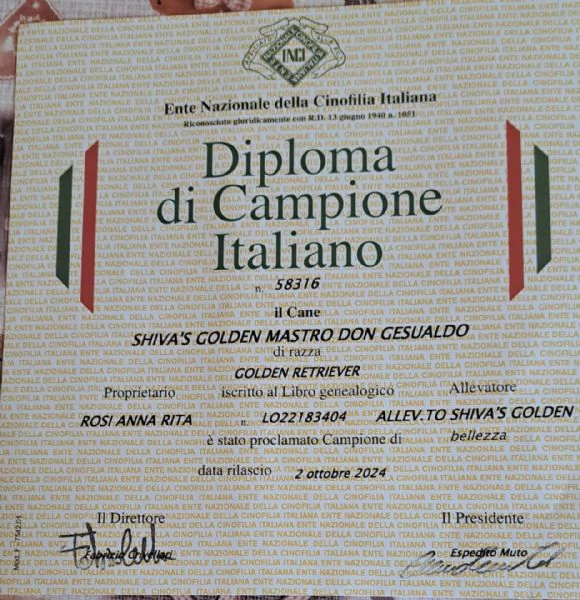 Ente Nazionale della Cinofilia Italiana
Riconosciuto giuridicamente con R.D. 13 giugno 1940 n. 1051
Diploma
di Campione
Italiano
n. 58316
il Cane
SHIVA'S GOLDEN MASTRO DON GESUALDO
di razza
GOLDEN RETRIEVER
Proprietario iscritto al Libro genealogico Allevatore
ROSI ANNA RITA n. LO22183404 ALLEV.TO SHIVA'S GOLDEN
è stato proclamato Campione di bellezza
data rilascio 2 ottobre 2024
Il Direttore Il Presidente
Fabrizio Crivellari Espedito Muto